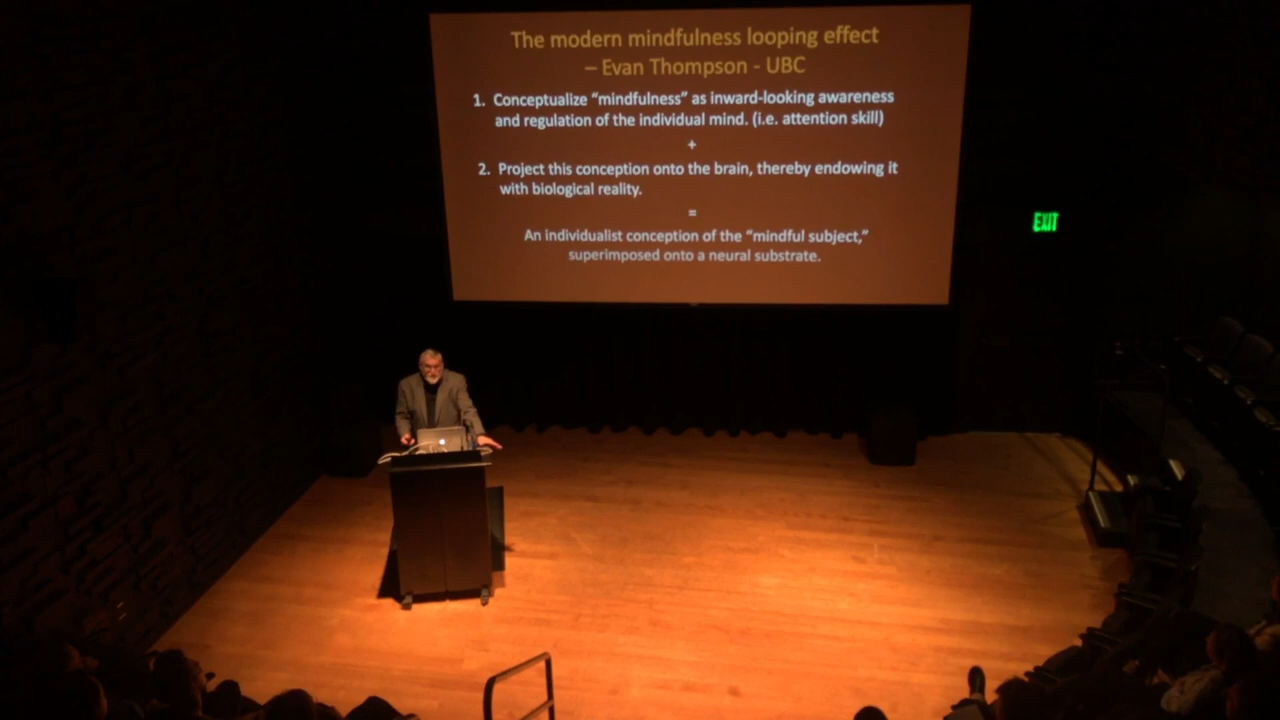 The modern mindfulness looping effect
– Evan Thompson - UBC
1. Conceptualize “mindfulness” as inward-looking awareness
and regulation of the individual mind. (i.e. attention skill)
+
2. Project this conception onto the brain, thereby endowing it
with biological reality.
=
An individualist conception of the “mindful subject,”
superimposed onto a neural substrate.
EXIT